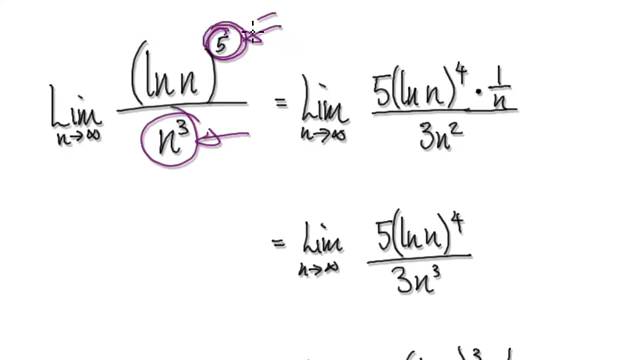 Lim n→∞ (ln n)^5 / n^3 = Lim n→∞ 5(ln n)^4 · 1/n / 3n^2
= Lim n→∞ 5(ln n)^4 / 3n^3